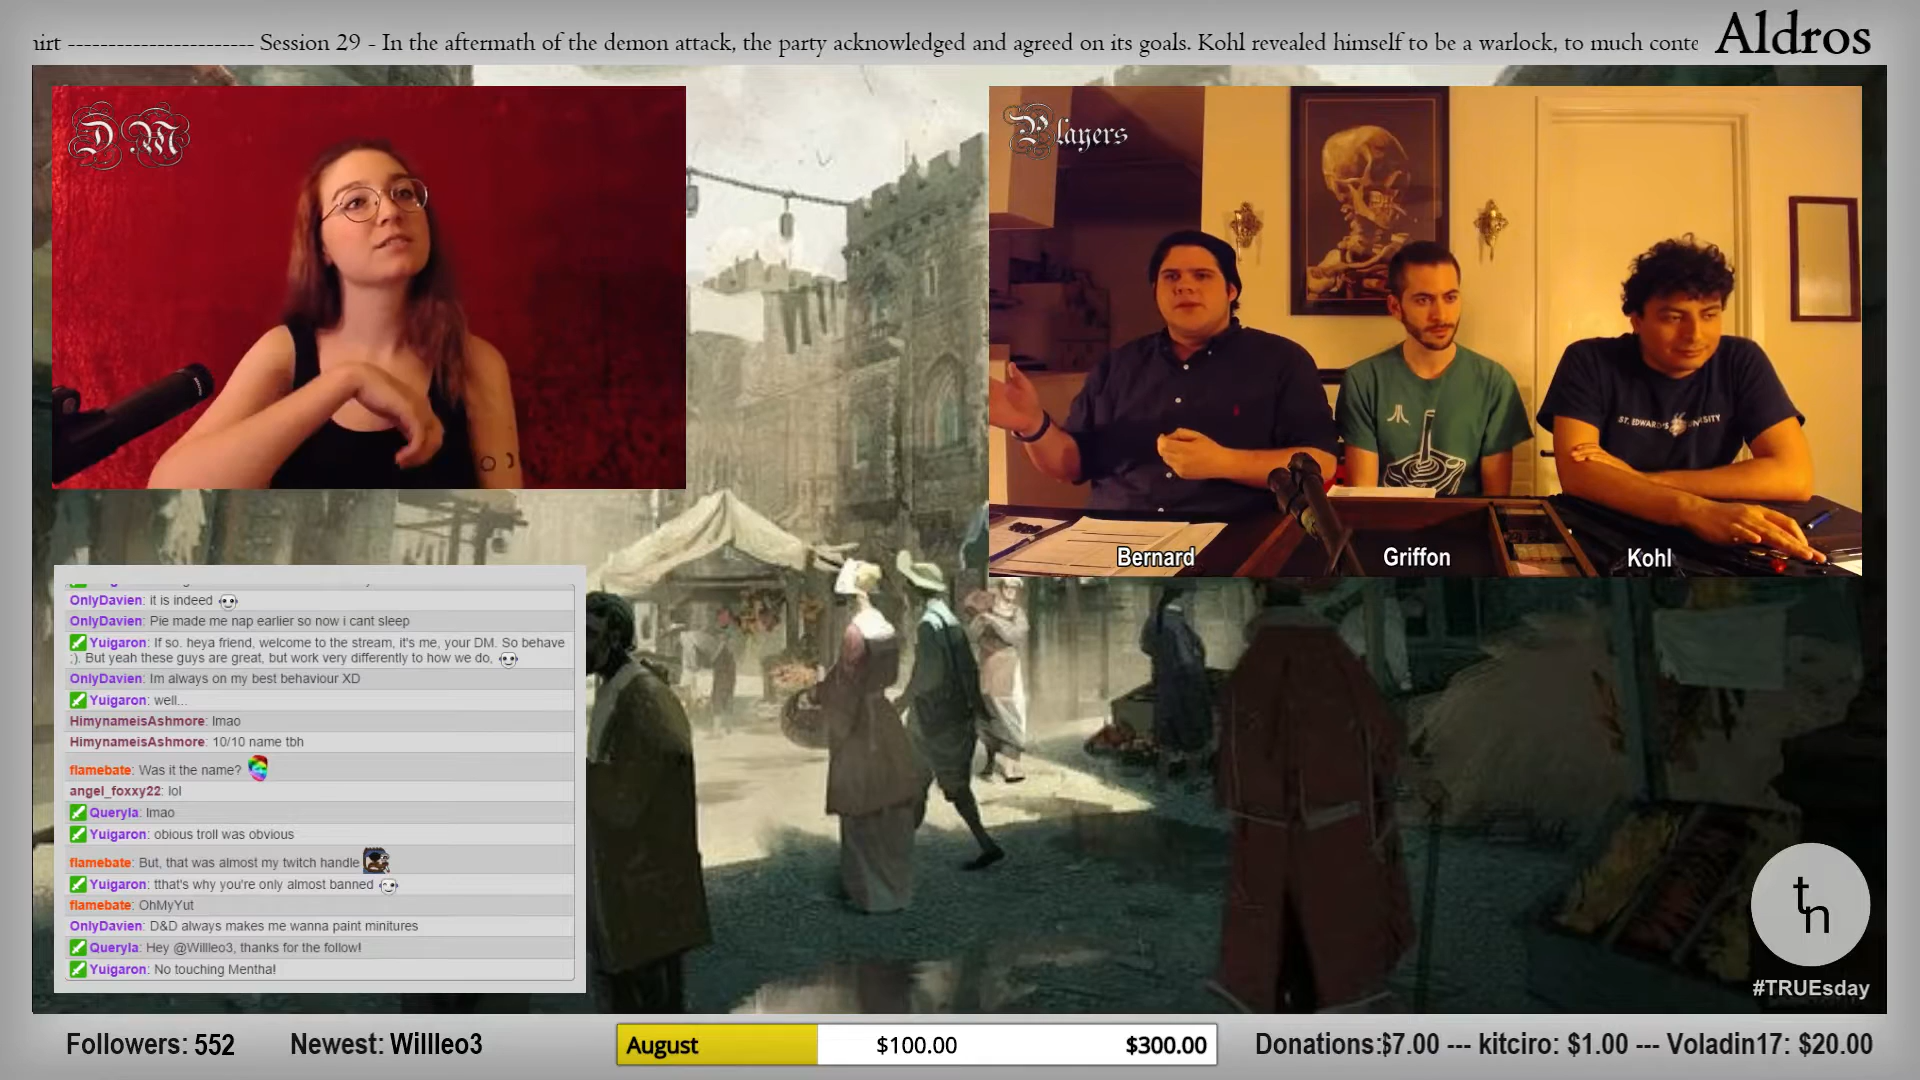 Session 29 - In the aftermath of the demon attack, the party acknowledged and agreed on its goals. Kohl revealed himself to be a warlock, to much conte
Aldros
DM
Players
ST. EDWARD'S UNIVERSITY
Bernard
Griffon
Kohl
OnlyDavien: it is indeed
OnlyDavien: Pie made me nap earlier so now i cant sleep
Yuigaron: If so. heya friend, welcome to the stream, it's me, your DM. So behave
;). But yeah these guys are great, but work very differently to how we do,
OnlyDavien: Im always on my best behaviour XD
Yuigaron: well...
HimynameisAshmore: lmao
HimynameisAshmore: 10/10 name tbh
flamebate: Was it the name?
angel_foxxy22: lol
Queryla: lmao
Yuigaron: obious troll was obvious
flamebate: But, that was almost my twitch handle
Yuigaron: tthat's why you're only almost banned
flamebate: OhMyYut
OnlyDavien: D&D always makes me wanna paint minitures
Queryla: Hey @Willleo3, thanks for the follow!
Yuigaron: No touching Mentha!
tn
#TRUEsday
Followers: 552
Newest: Willleo3
August
$100.00
$300.00
Donations:$7.00 --- kitciro: $1.00 --- Voladin17: $20.00